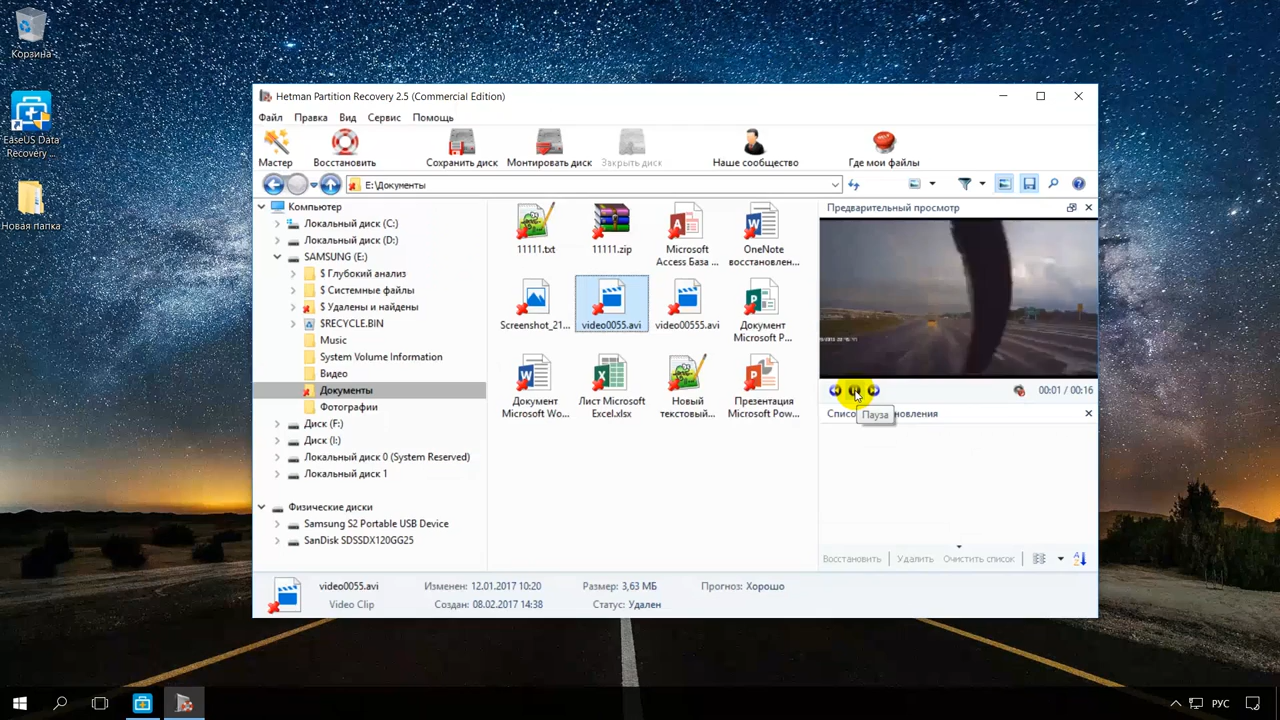 Корзина
EaseUS Data
Recovery ...
Новая папка
Hetman Partition Recovery 2.5 (Commercial Edition)
Файл Правка Вид Сервис Помощь
Мастер Восстановить Сохранить диск Монтировать диск Закрыть диск Наше сообщество Где мои файлы
E:\Документы
Компьютер
Локальный диск (C:)
Локальный диск (D:)
SAMSUNG (E:)
$ Глубокий анализ
$ Системные файлы
$ Удалены и найдены
$RECYCLE.BIN
Music
System Volume Information
Видео
Документы
Фотографии
Диск (F:)
Диск (I:)
Локальный диск 0 (System Reserved)
Локальный диск 1
Физические диски
Samsung S2 Portable USB Device
SanDisk SDSSDX120GG25
11111.txt
11111.zip
Microsoft
Access База ...
OneNote
восстановлен...
Screenshot_21...
video0055.avi
video00555.avi
Документ
Microsoft P...
Документ
Microsoft Wo...
Лист Microsoft
Excel.xlsx
Новый
текстовый...
Презентация
Microsoft Pow...
Предварительный просмотр
00:01 / 00:16
Пауза
Восстановить Удалить Очистить список
video0055.avi Изменен: 12.01.2017 10:20 Размер: 3,63 МБ Прогноз: Хорошо
Video Clip Создан: 08.02.2017 14:38 Статус: Удален
РУС